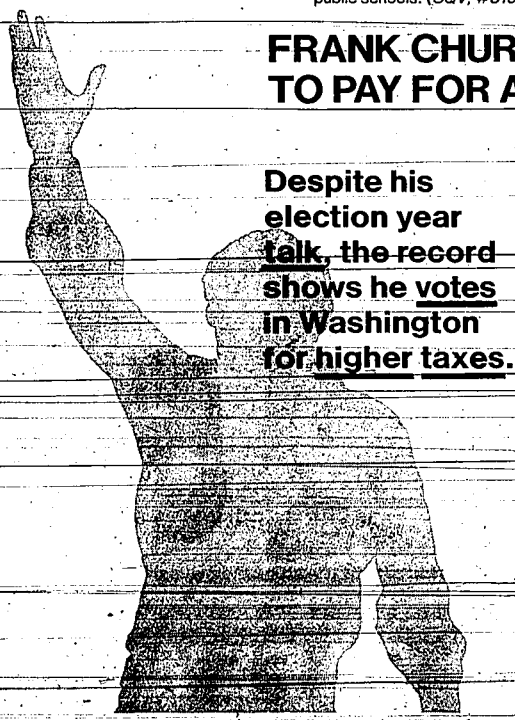 public schools. (CQV,
FRANK CHUR
TO PAY FOR A
Despite his
election year
talk, the record
shows he votes
in Washington
for higher taxes.